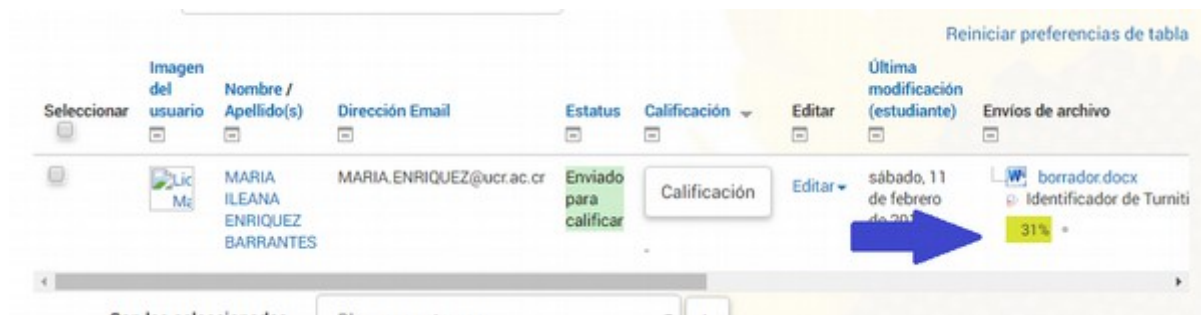 Reiniciar preferencias de tabla
Seleccionar
Imagen del usuario
Nombre / Apellido(s)
Dirección Email
Estatus
Calificación
Editar
Última modificación (estudiante)
Envíos de archivo
MARIA ILEANA ENRIQUEZ BARRANTES
MARIA.ENRIQUEZ@ucr.ac.cr
Enviado para calificar
Calificación
Editar
sábado, 11 de febrero
borrador.docx
Identificador de Turniti
31%